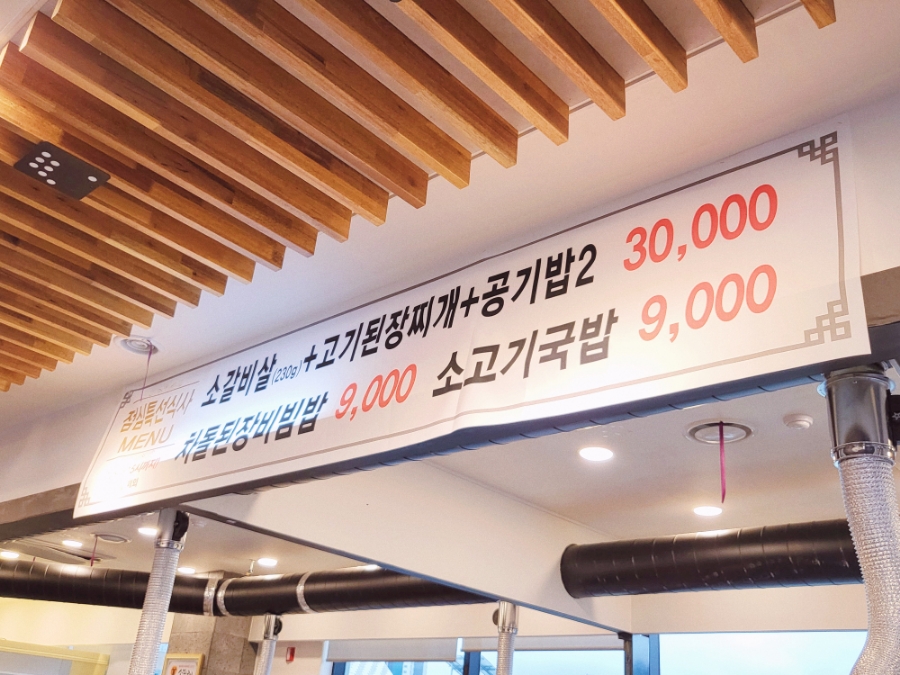 점심특선식사
MENU
소갈비살(230g)+고기된장찌개+공기밥2 30,000
차돌된장비빔밥 9,000 소고기국밥 9,000